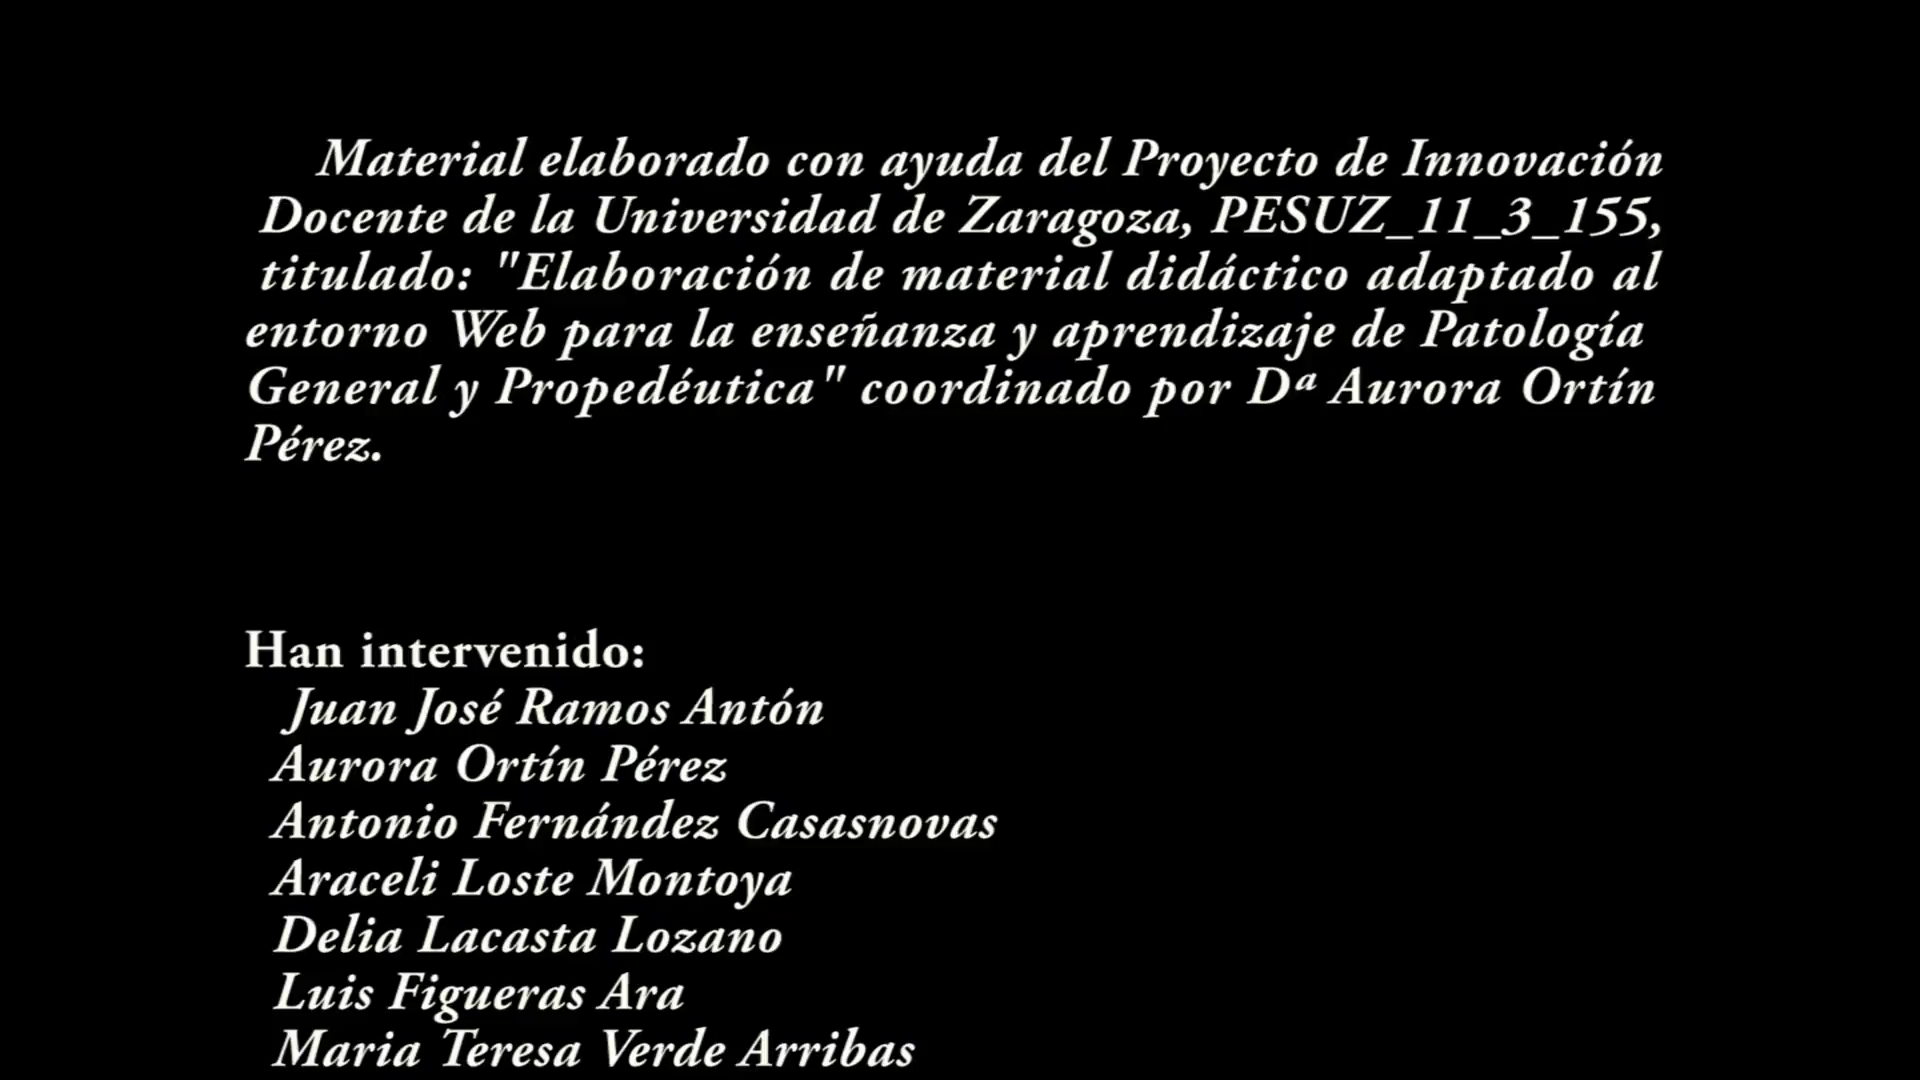 Material elaborado con ayuda del Proyecto de Innovación
Docente de la Universidad de Zaragoza, PESUZ_11_3_155,
titulado: "Elaboración de material didáctico adaptado al
entorno Web para la enseñanza y aprendizaje de Patología
General y Propedéutica" coordinado por Dª Aurora Ortín
Pérez.
Han intervenido:
Juan José Ramos Antón
Aurora Ortín Pérez
Antonio Fernández Casasnovas
Araceli Loste Montoya
Delia Lacasta Lozano
Luis Figueras Ara
Maria Teresa Verde Arribas